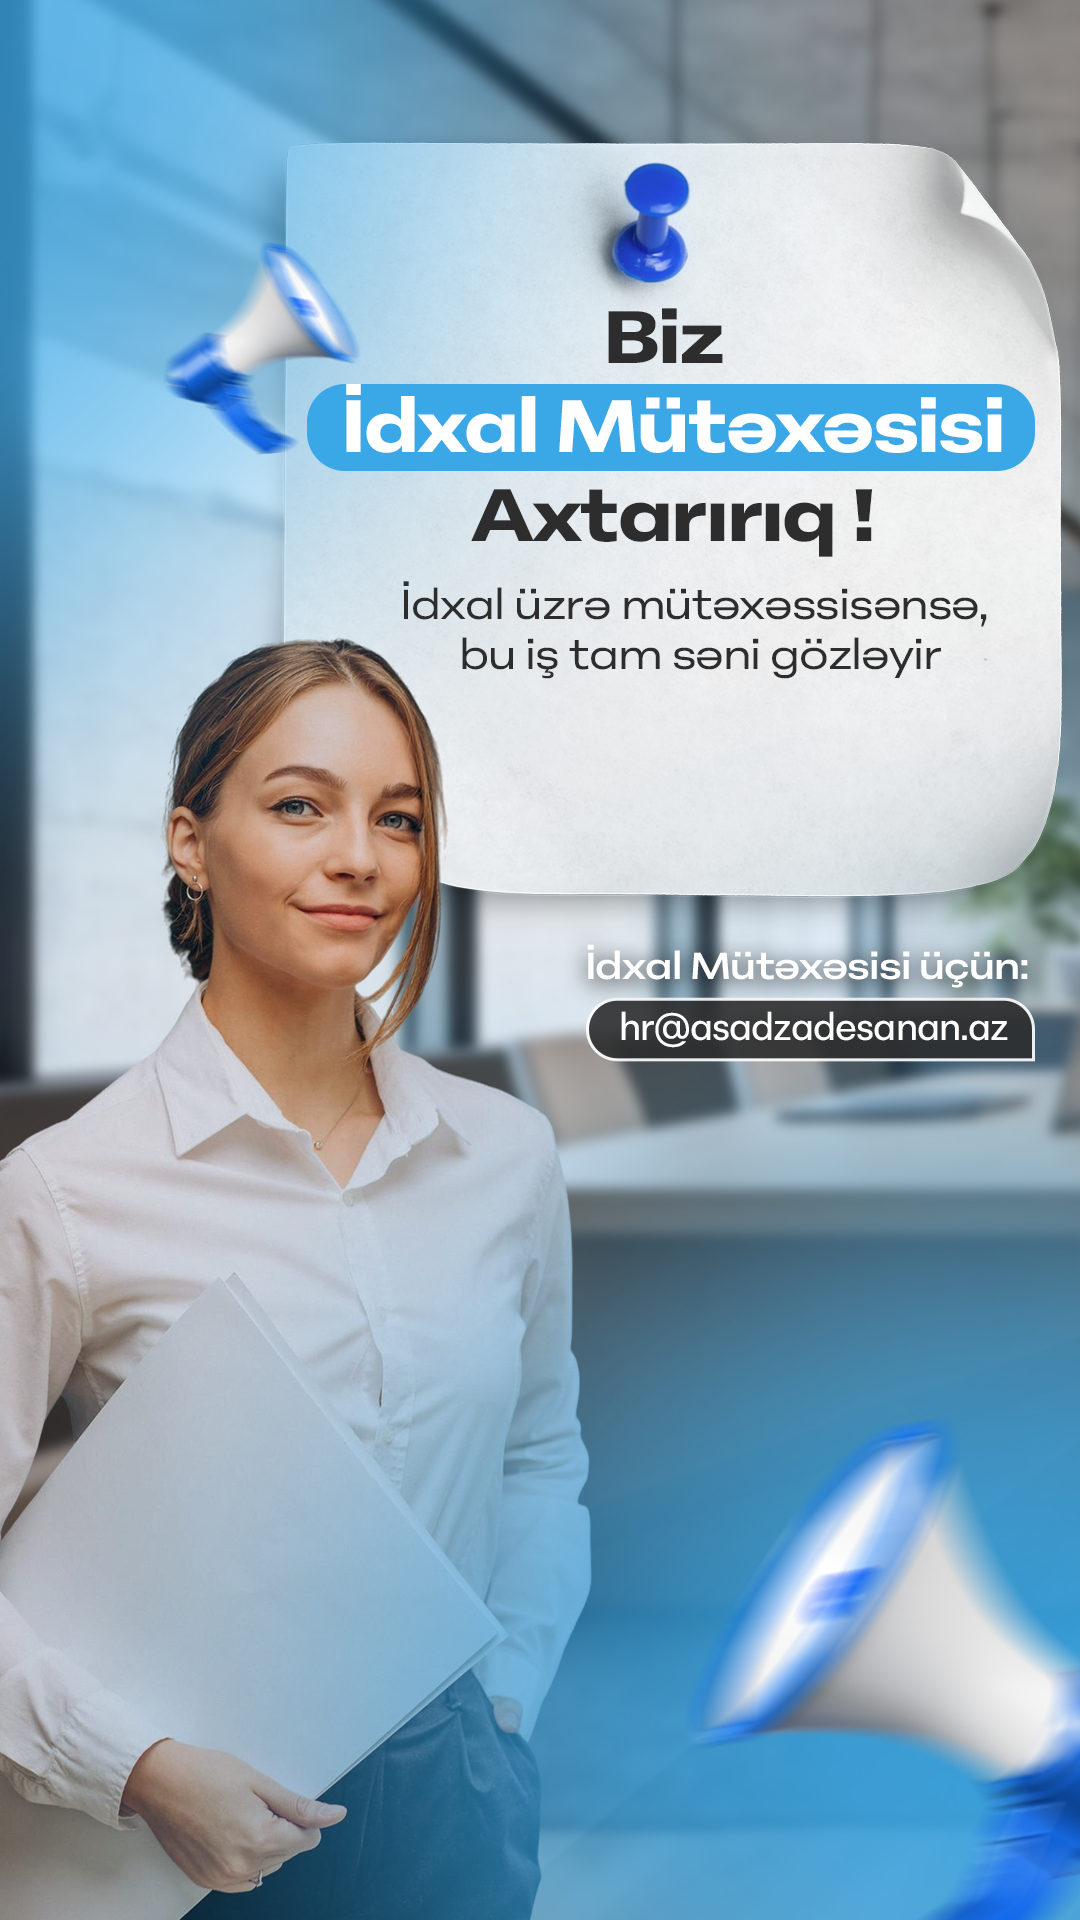 Biz
İdxal Mütəxəsisi
Axtarırıq !
İdxal üzrə mütəxəssisənsə,
bu iş tam səni gözləyir
İdxal Mütəxəsisi üçün:
hr@asadzadesanan.az